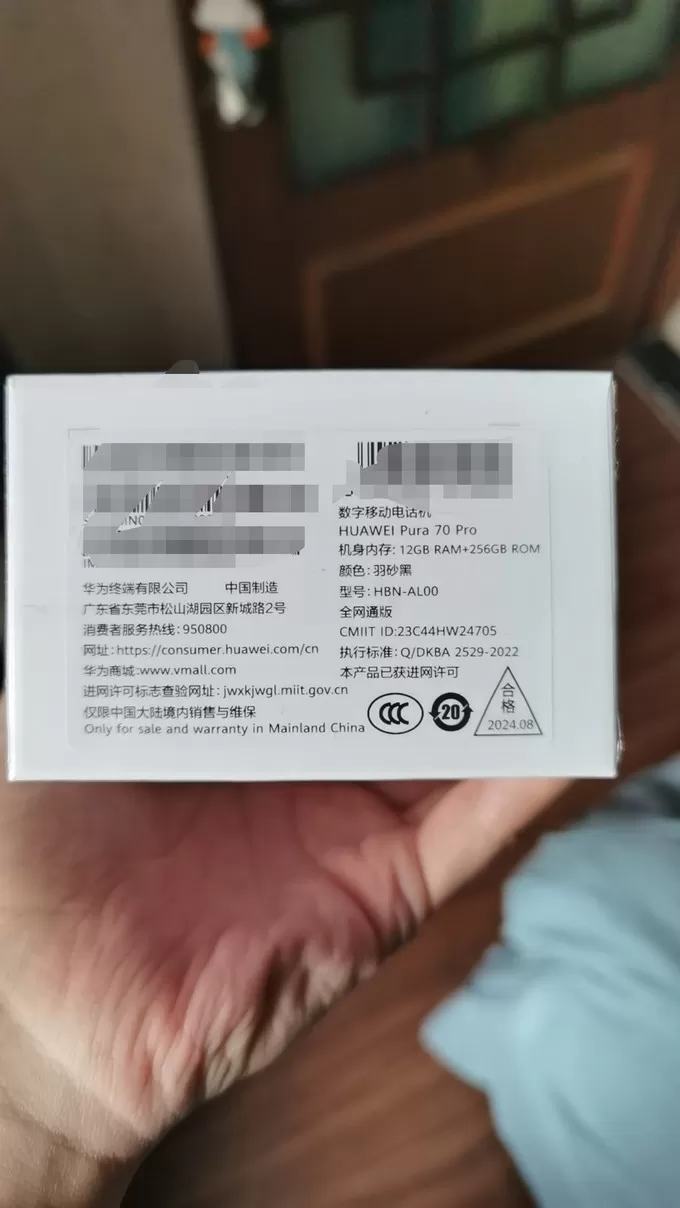 华为终端有限公司 中国制造
广东省东莞市松山湖园区新城路2号
消费者服务热线:950800
网址:https://consumer.huawei.com/cn
华为商城:www.vmall.com
进网许可标志查验网址:jwxkjwgl.miit.gov.cn
仅限中国大陆境内销售与维保
Only for sale and warranty in Mainland China
数字移动电话机
HUAWEI Pura 70 Pro
机身内存: 12GB RAM+256GB ROM
颜色: 羽砂黑
型号: HBN-AL00
全网通版
CMIIT ID:23C44HW24705
执行标准: Q/DKBA 2529-2022
本产品已获进网许可
CCC
20
合格
2024.08